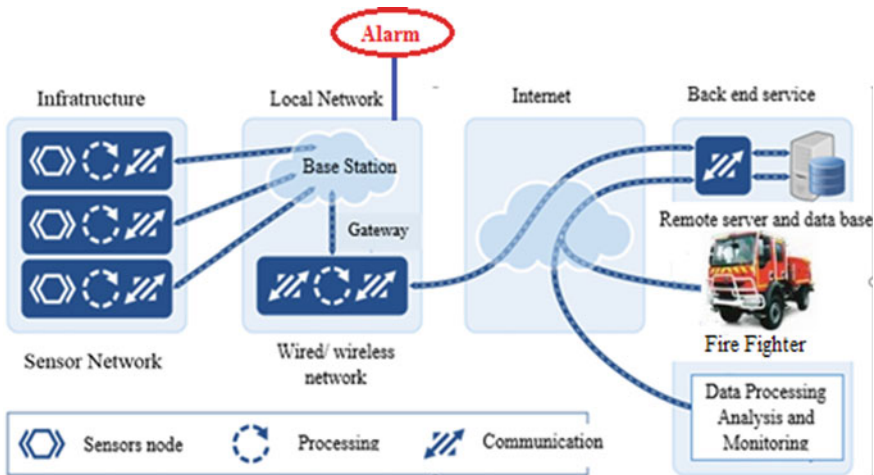 Alarm
Infratructure
Local Network
Internet
Back end service
Base Station
Gateway
Remote server and data base
Sensor Network
Wired/ wireless
network
Fire Fighter
Data Processing
Analysis and
Monitoring
Sensors node
Processing
Communication